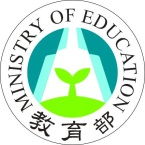 MINISTRY OF EDUCATION
教育部